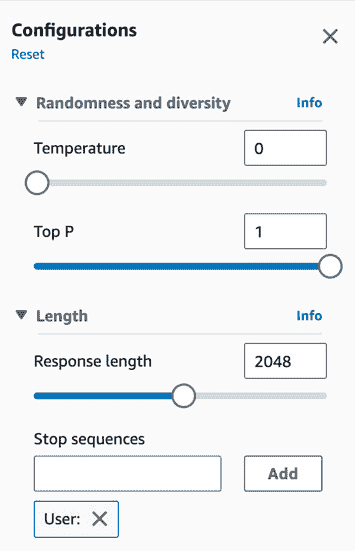 Configurations
Reset
Randomness and diversity Info
Temperature 0
Top P 1
Length Info
Response length 2048
Stop sequences
Add
User: